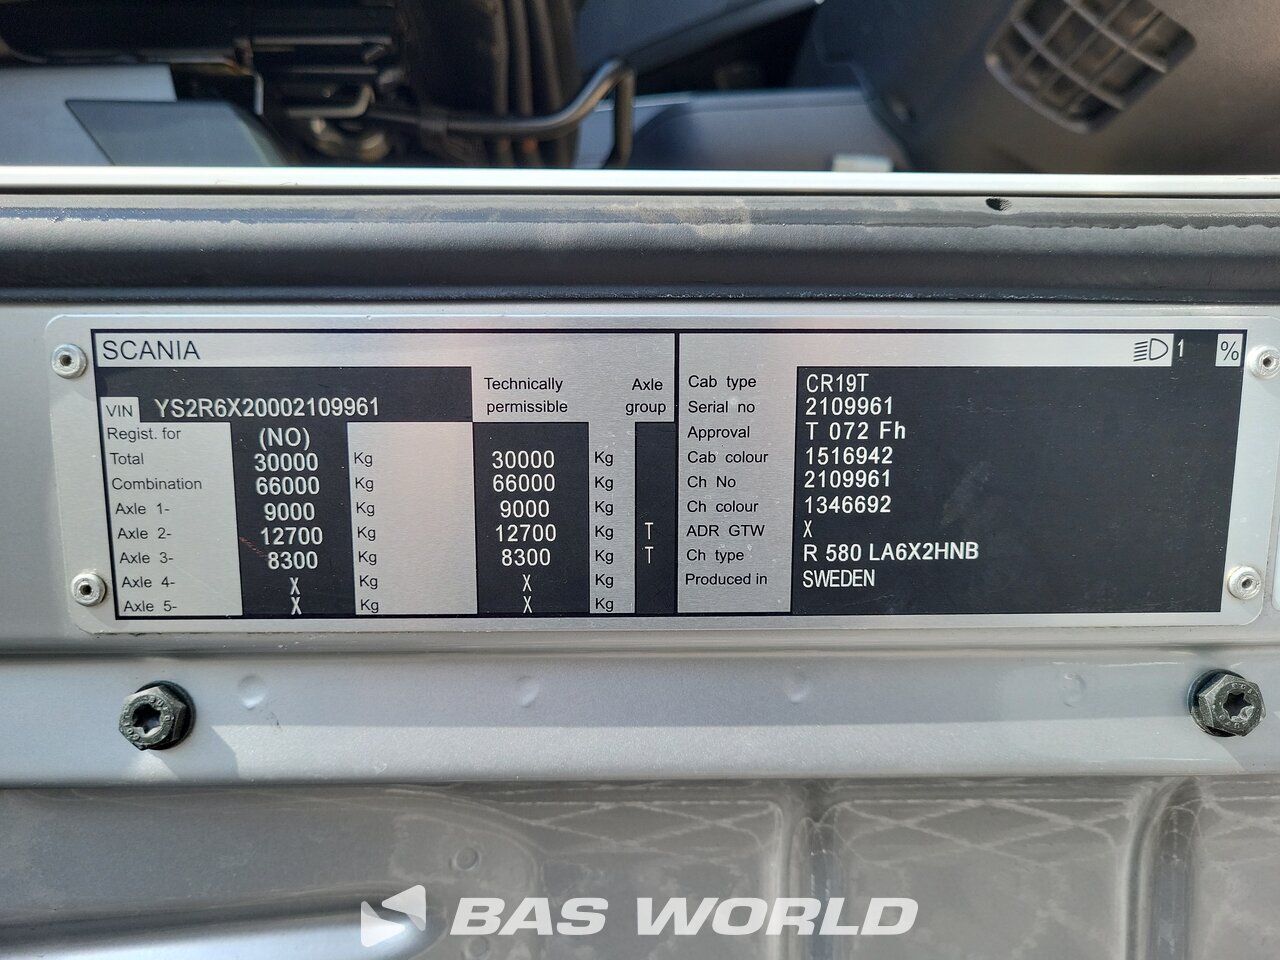 SCANIA
VIN YS2R6X20002109961
Technically permissible
Axle group
Regist. for (NO)
Total 30000 Kg 30000 Kg
Combination 66000 Kg 66000 Kg
Axle 1- 9000 Kg 9000 Kg
Axle 2- 12700 Kg 12700 Kg T
Axle 3- 8300 Kg 8300 Kg T
Axle 4- X Kg X Kg
Axle 5- X Kg X Kg
1 %
Cab type CR19T
Serial no 2109961
Approval T 072 Fh
Cab colour 1516942
Ch No 2109961
Ch colour 1346692
ADR GTW X
Ch type R 580 LA6X2HNB
Produced in SWEDEN
BAS WORLD